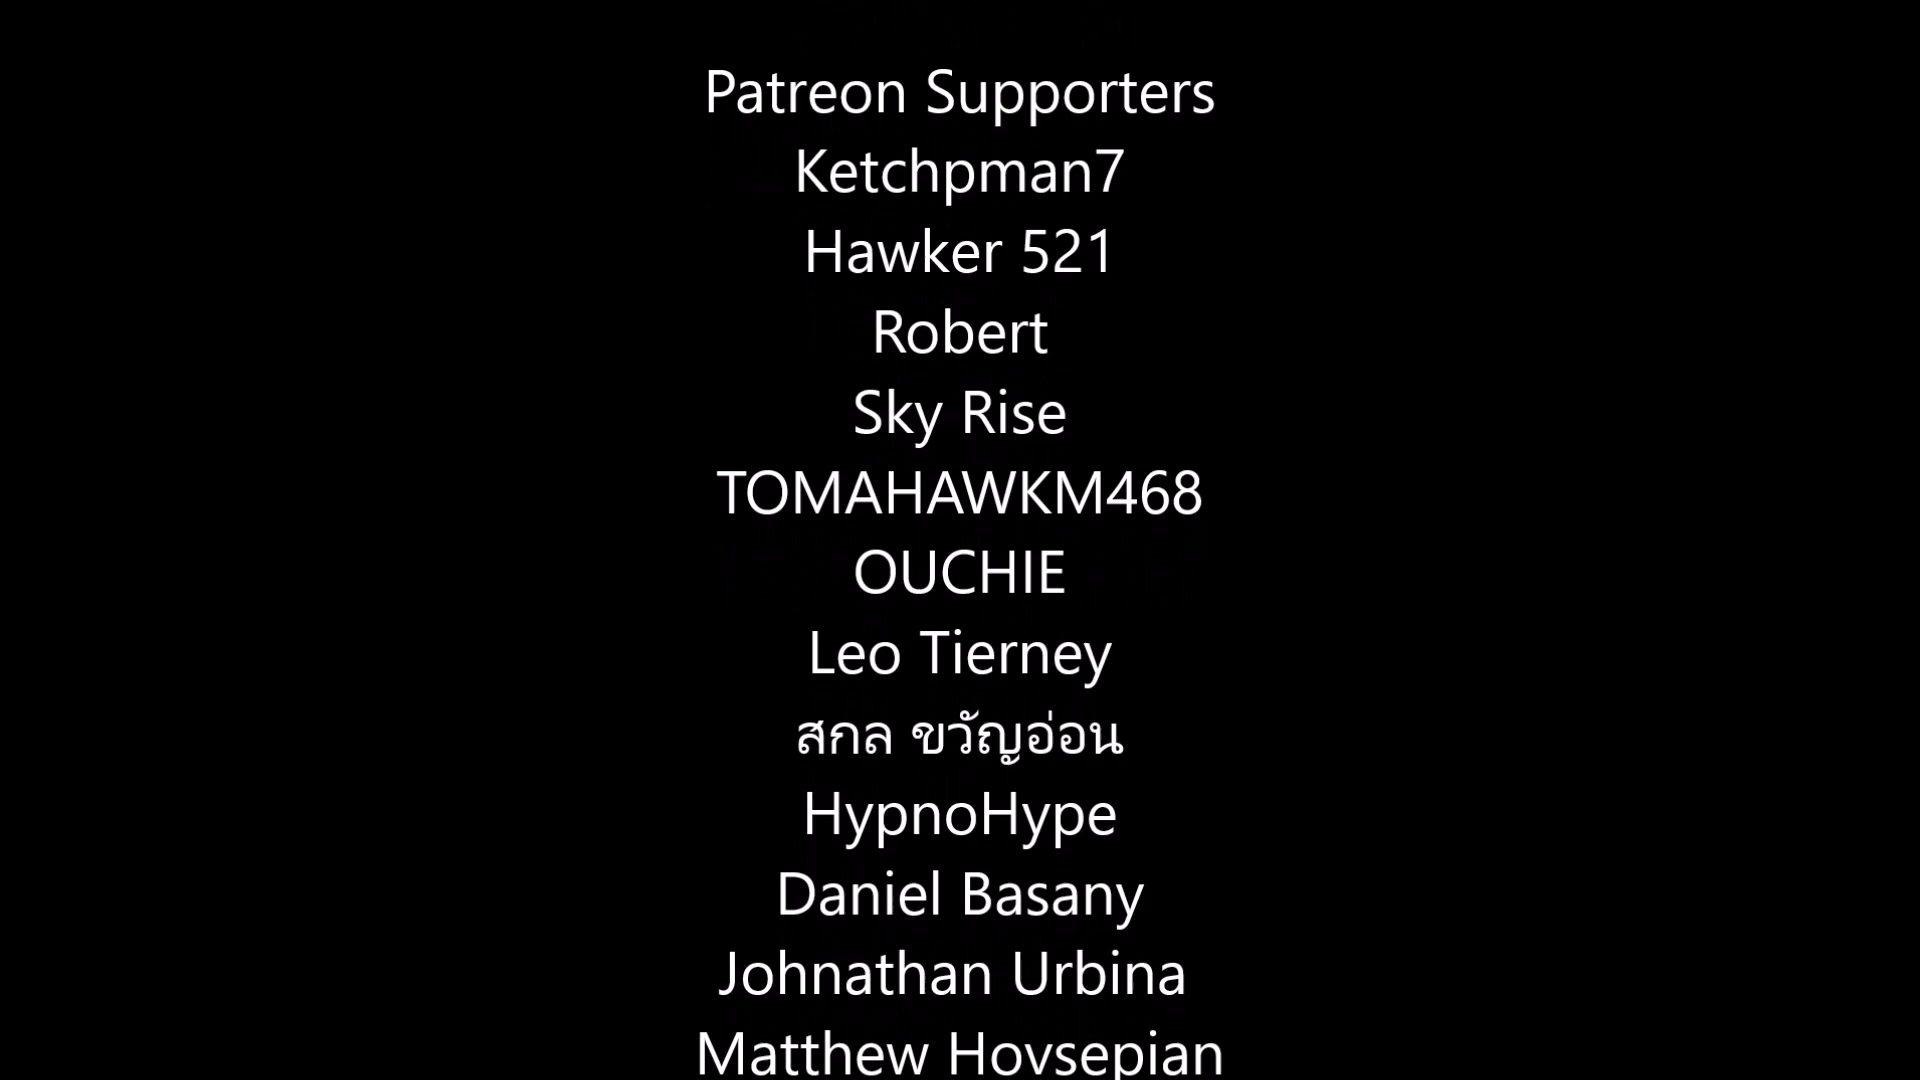 Patreon Supporters
Ketchpman7
Hawker 521
Robert
Sky Rise
TOMAHAWKM468
OUCHIE
Leo Tierney
สกล ขวัญอ่อน
HypnoHype
Daniel Basany
Johnathan Urbina
Matthew Hovsepian